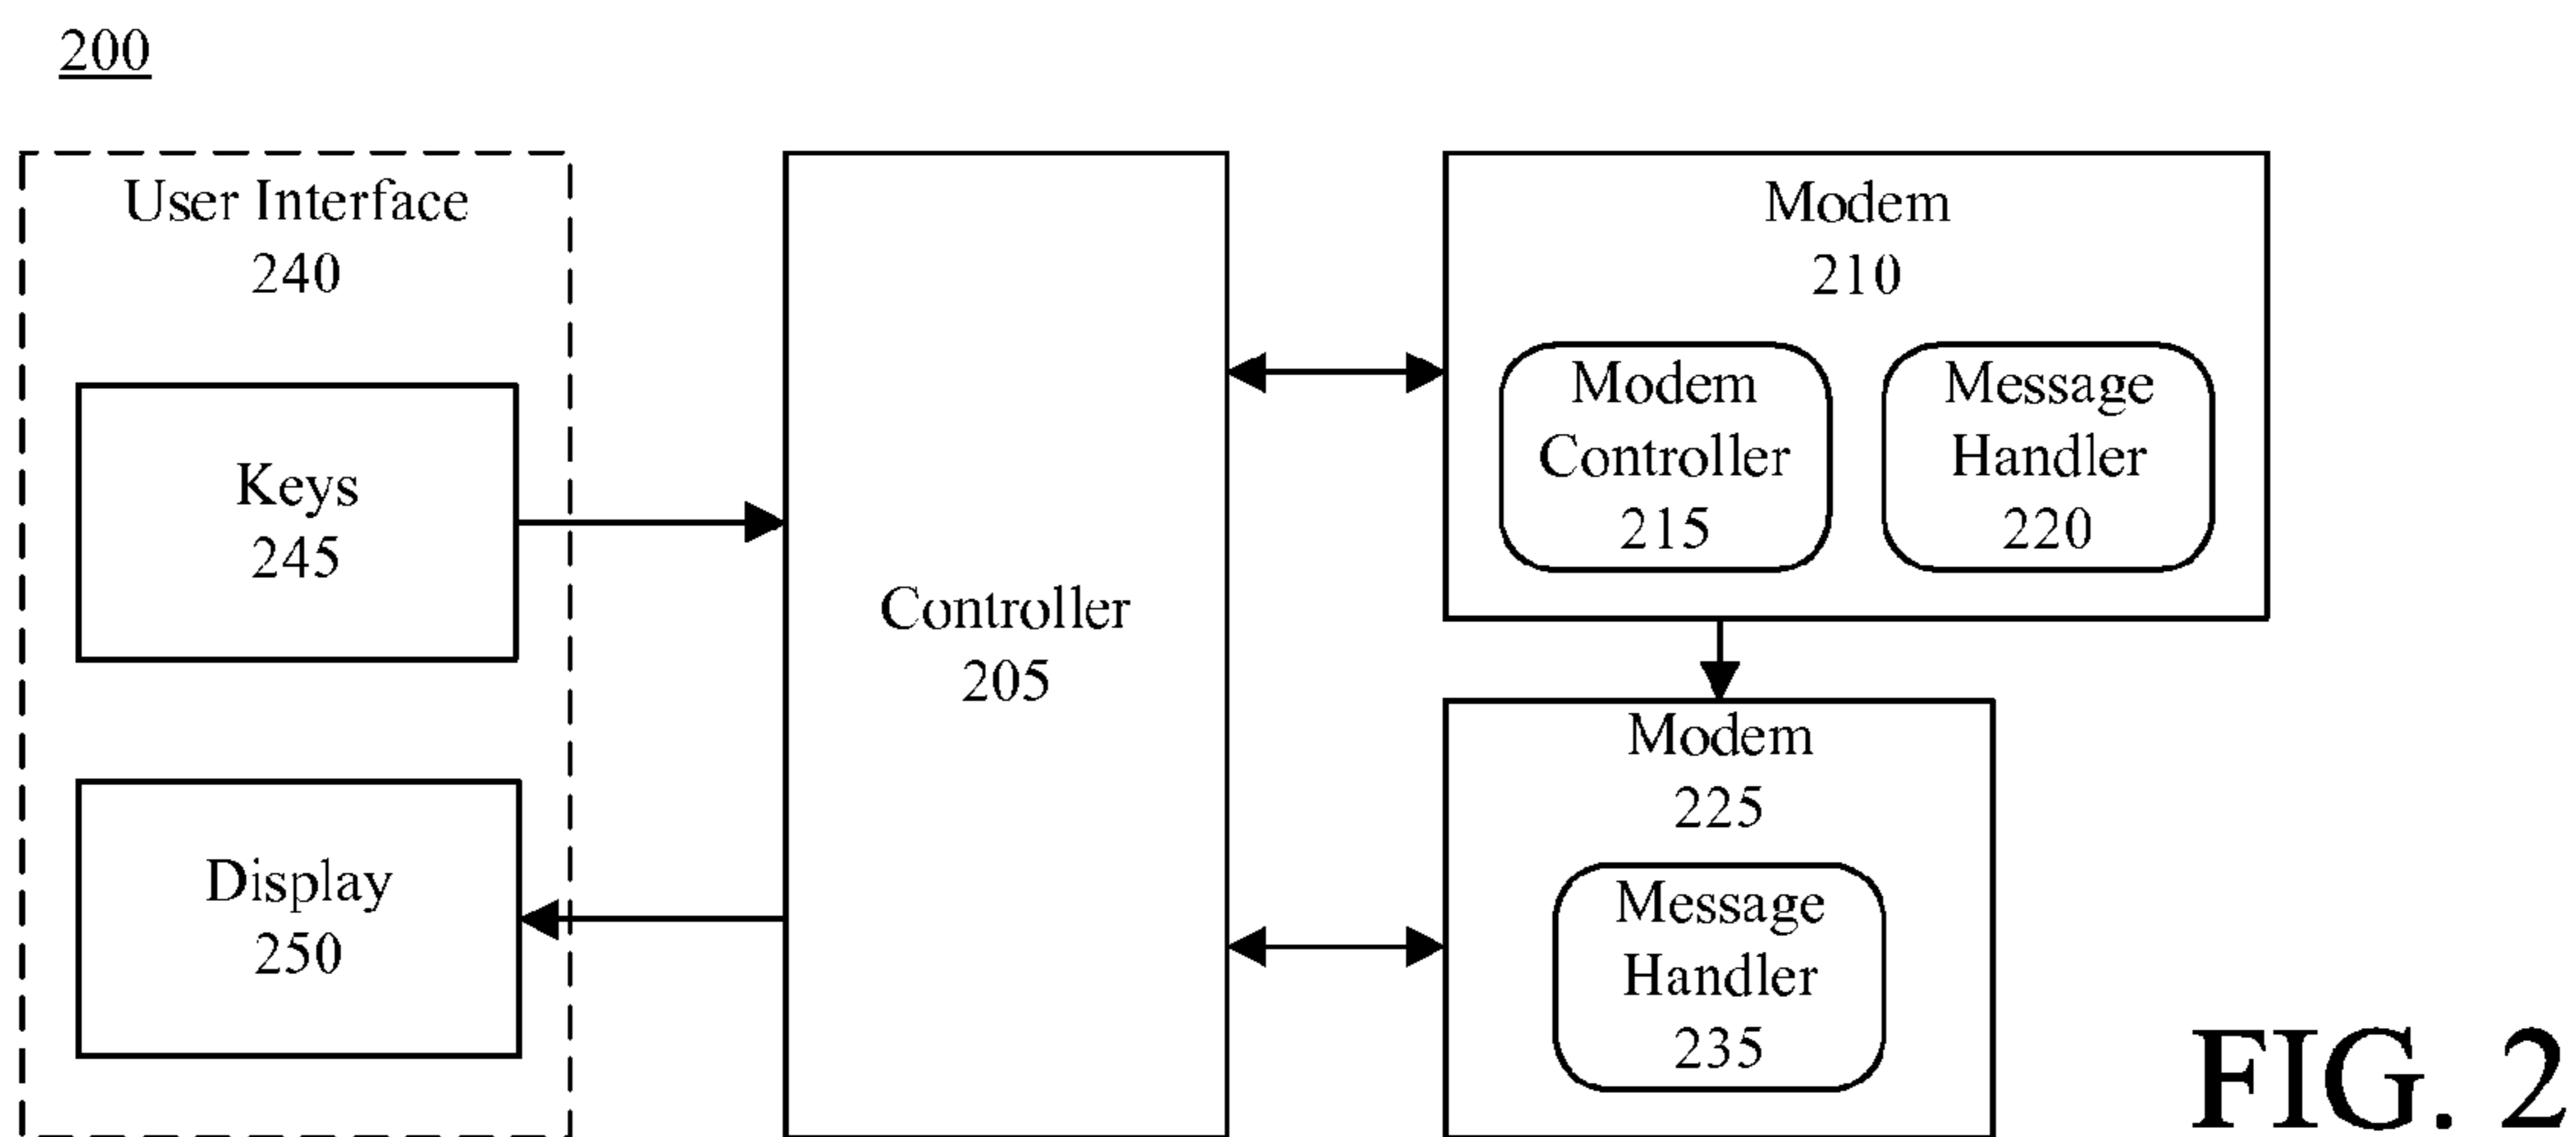 200
User Interface
240
Keys
245
Display
250
Controller
205
Modem
210
Modem
Controller
215
Message
Handler
220
Modem
225
Message
Handler
235
FIG. 2